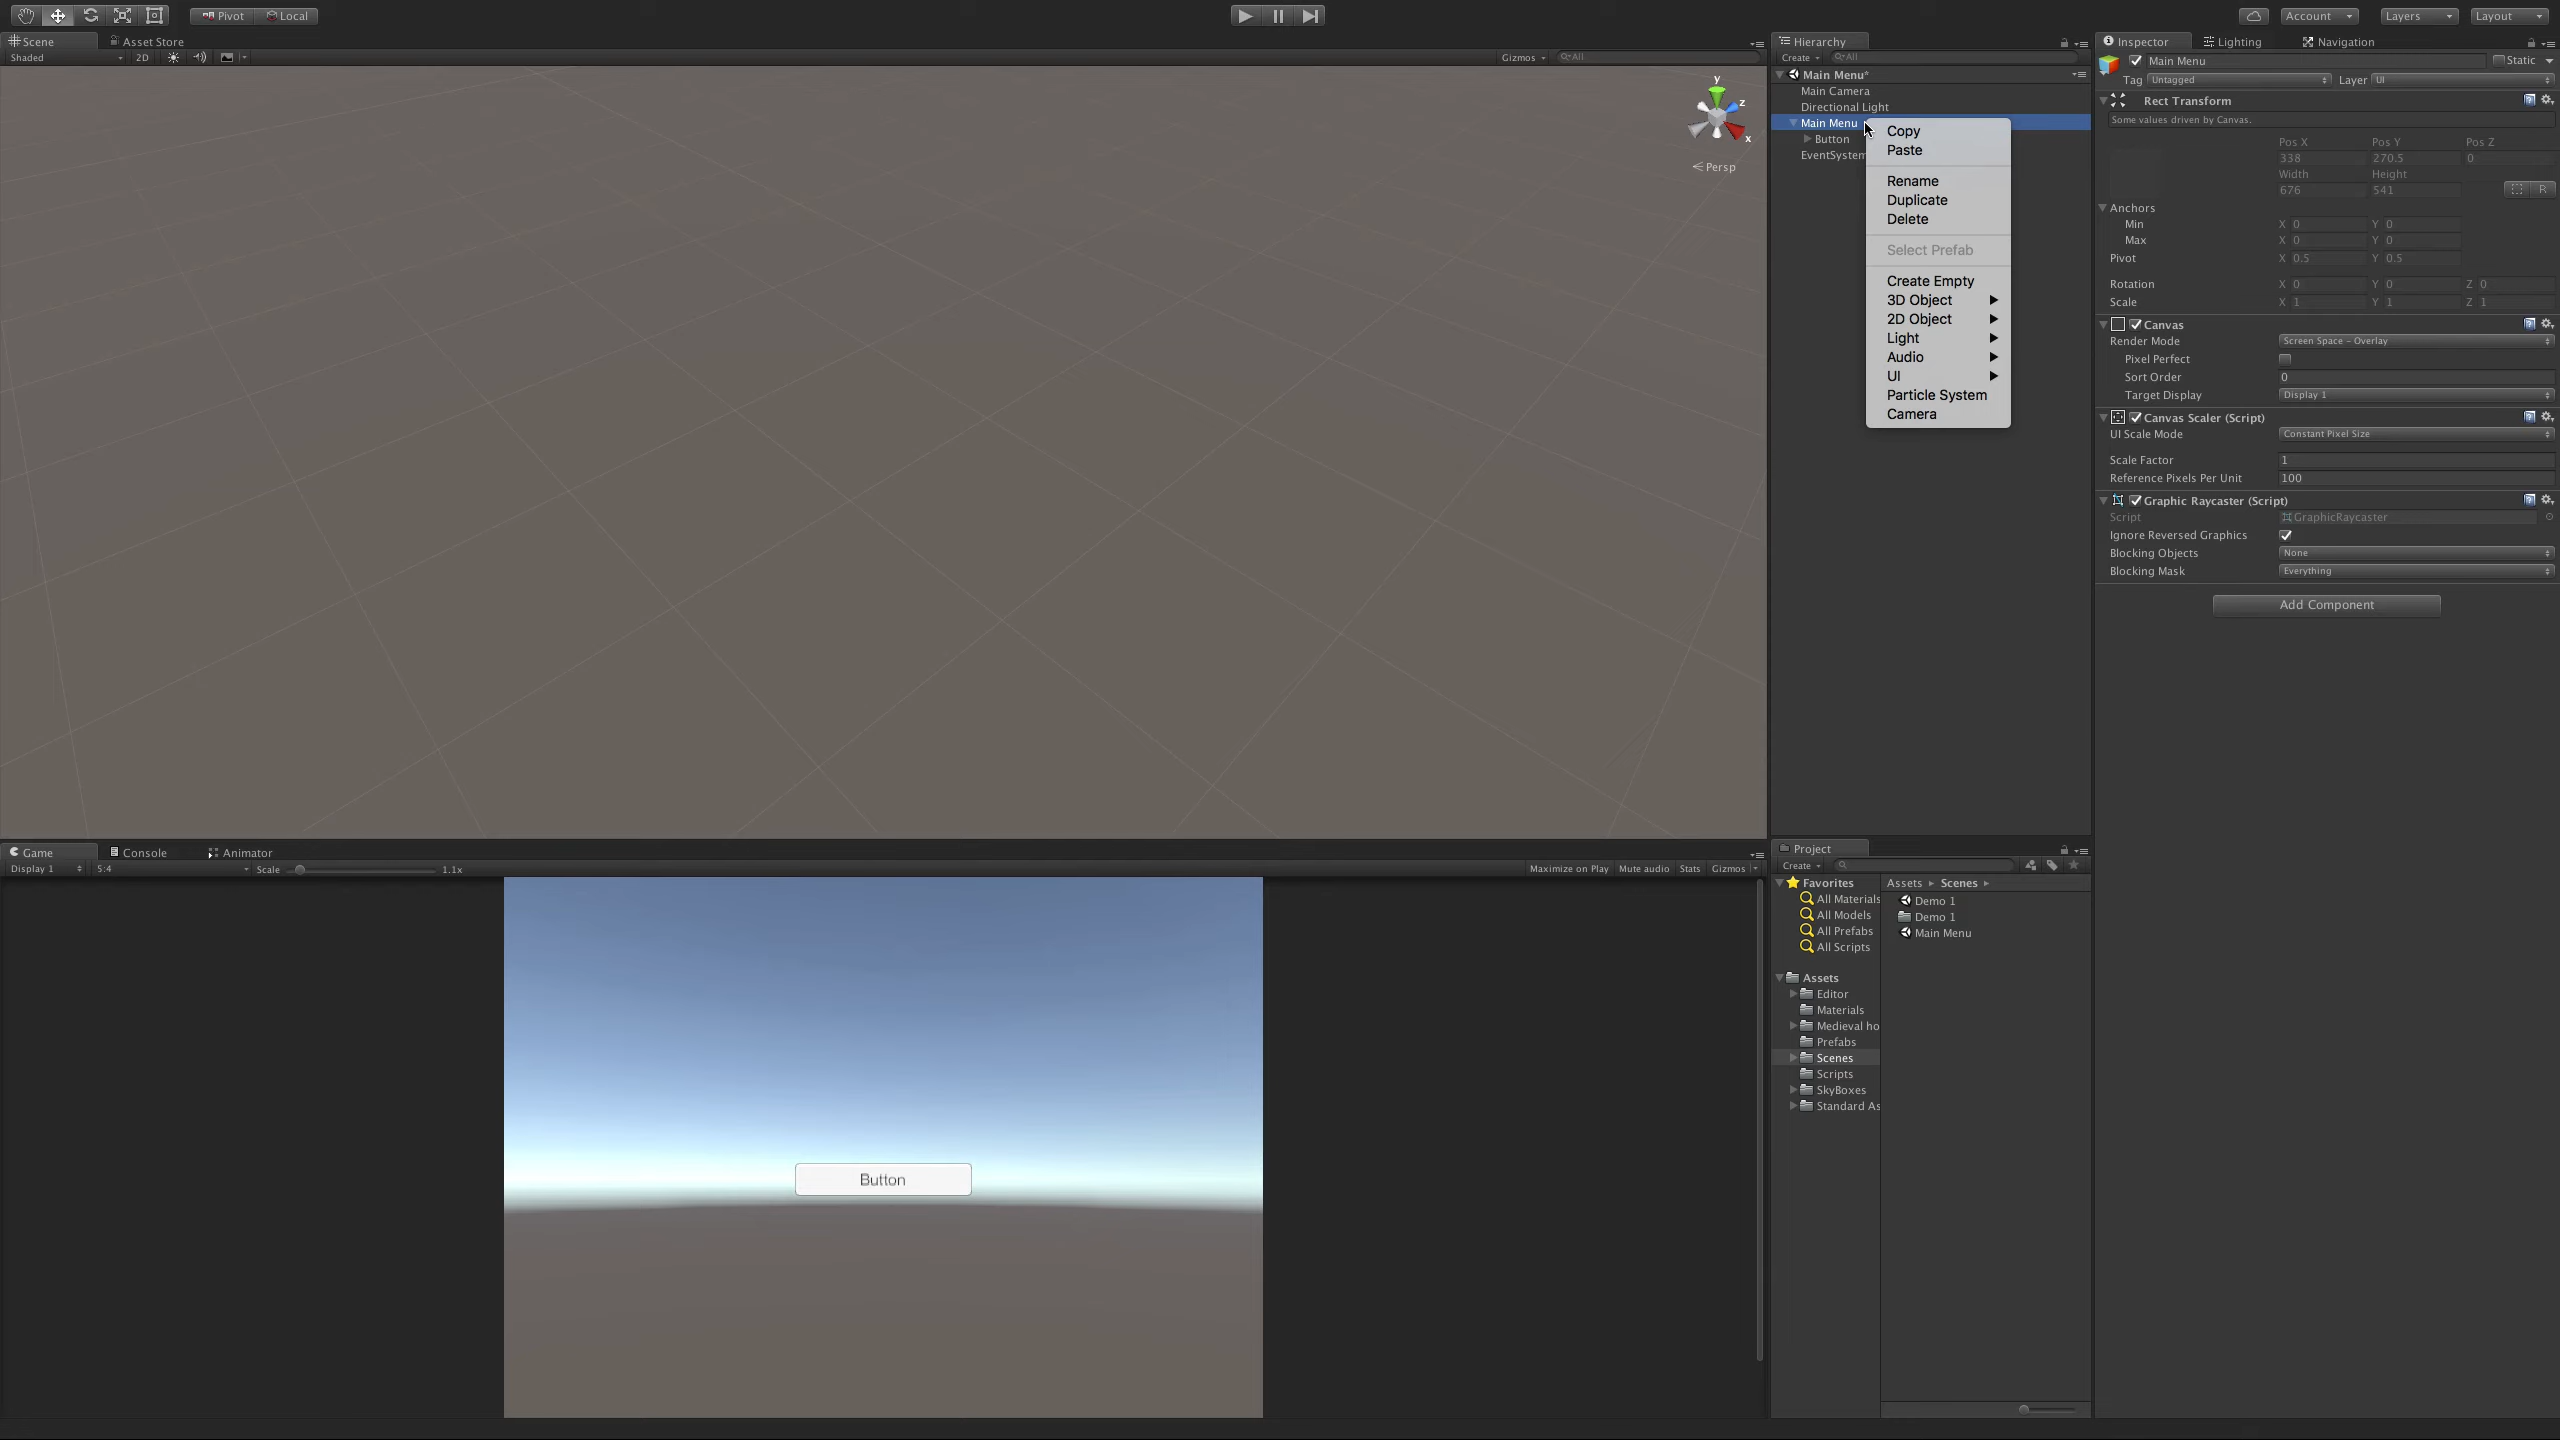 Pivot Local Account Layers Layout
Scene Asset Store
Shaded 2D Gizmos All
y
z
x
Persp
Hierarchy
Create All
Main Menu*
Main Camera
Directional Light
Main Menu
Button
EventSystem
Copy
Paste
Rename
Duplicate
Delete
Select Prefab
Create Empty
3D Object
2D Object
Light
Audio
UI
Particle System
Camera
Inspector Lighting Navigation
Main Menu Static
Tag Untagged Layer UI
Rect Transform
Some values driven by Canvas.
Pos X Pos Y Pos Z
338 270.5 0
Width Height
676 541 R
Anchors
Min X 0 Y 0
Max X 0 Y 0
Pivot X 0.5 Y 0.5
Rotation X 0 Y 0 Z 0
Scale X 1 Y 1 Z 1
Canvas
Render Mode Screen Space - Overlay
Pixel Perfect
Sort Order 0
Target Display Display 1
Canvas Scaler (Script)
UI Scale Mode Constant Pixel Size
Scale Factor 1
Reference Pixels Per Unit 100
Graphic Raycaster (Script)
Script GraphicRaycaster
Ignore Reversed Graphics
Blocking Objects None
Blocking Mask Everything
Add Component
Game Console Animator
Display 1 5:4 Scale 1.1x Maximize on Play Mute audio Stats Gizmos
Button
Project
Create
Favorites
All Materials
All Models
All Prefabs
All Scripts
Assets
Editor
Materials
Medieval ho
Prefabs
Scenes
Scripts
SkyBoxes
Standard As
Assets Scenes
Demo 1
Demo 1
Main Menu